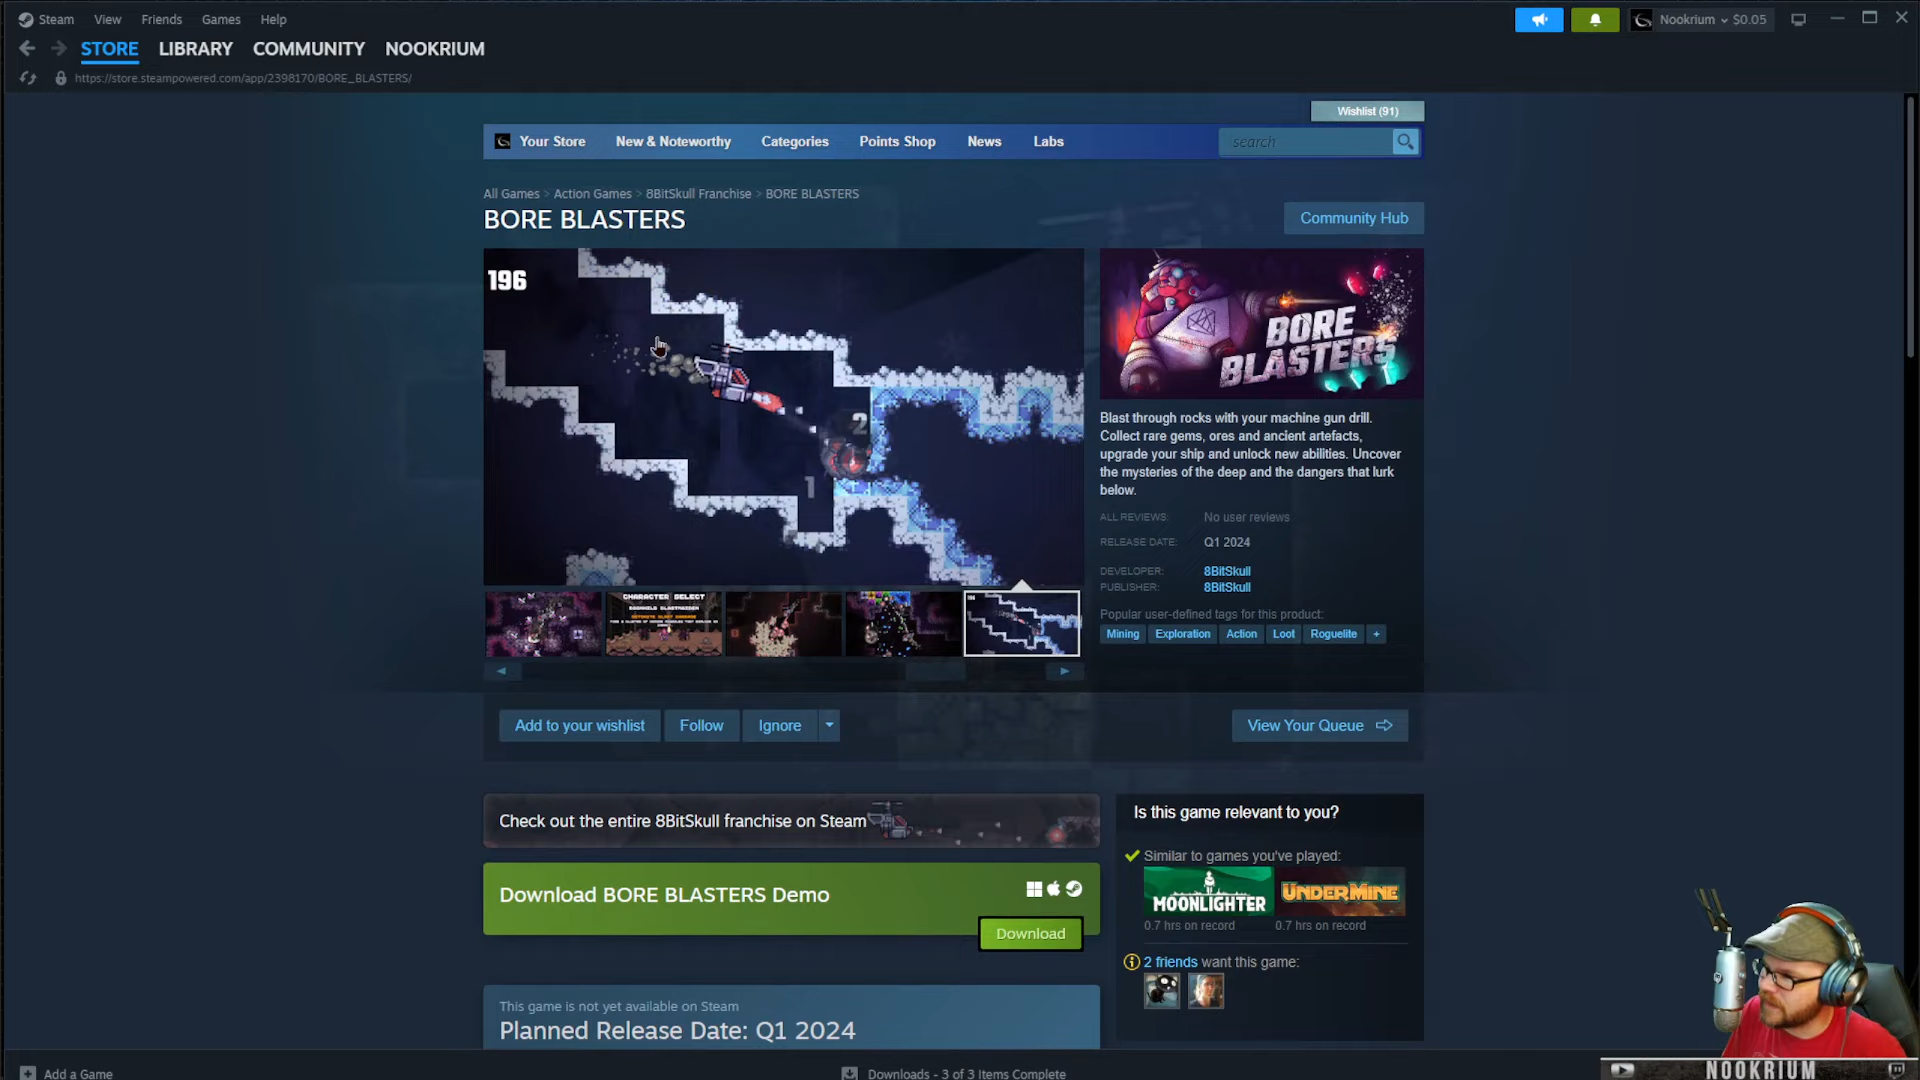 Steam View Friends Games Help
Nookrium $0.05
STORE LIBRARY COMMUNITY NOOKRIUM
https://store.steampowered.com/app/2398170/BORE_BLASTERS/
Wishlist (91)
Your Store New & Noteworthy Categories Points Shop News Labs search
All Games > Action Games > 8BitSkull Franchise > BORE BLASTERS
BORE BLASTERS
Community Hub
196
2
1
BORE
BLASTERS
Blast through rocks with your machine gun drill.
Collect rare gems, ores and ancient artefacts,
upgrade your ship and unlock new abilities. Uncover
the mysteries of the deep and the dangers that lurk
below.
ALL REVIEWS: No user reviews
RELEASE DATE: Q1 2024
DEVELOPER: 8BitSkull
PUBLISHER: 8BitSkull
Popular user-defined tags for this product:
Mining Exploration Action Loot Roguelite +
CHARACTER SELECT
Add to your wishlist Follow Ignore View Your Queue
Check out the entire 8BitSkull franchise on Steam
Download BORE BLASTERS Demo
Download
Is this game relevant to you?
Similar to games you've played:
MOONLIGHTER UNDERMINE
0.7 hrs on record 0.7 hrs on record
2 friends want this game:
This game is not yet available on Steam
Planned Release Date: Q1 2024
Add a Game
Downloads - 3 of 3 Items Complete
NOOKRIUM